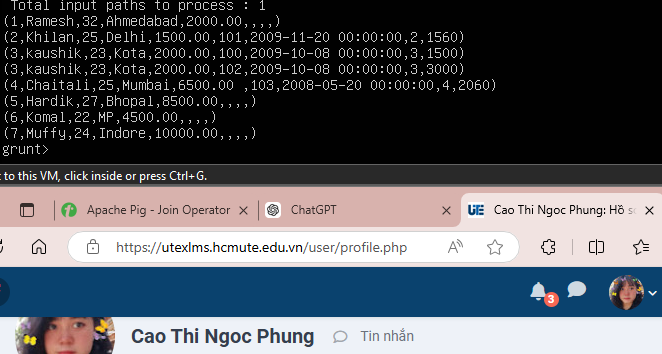 Total input paths to process : 1
(1,Ramesh,32,Ahmedabad,2000.00,,,,)
(2,Khilan,25,Delhi,1500.00,101,2009-11-20 00:00:00,2,1560)
(3,kaushik,23,Kota,2000.00,100,2009-10-08 00:00:00,3,1500)
(3,kaushik,23,Kota,2000.00,102,2009-10-08 00:00:00,3,3000)
(4,Chaitali,25,Mumbai,6500.00 ,103,2008-05-20 00:00:00,4,2060)
(5,Hardik,27,Bhopal,8500.00,,,,)
(6,Komal,22,MP,4500.00,,,,)
(7,Muffy,24,Indore,10000.00,,,,)
grunt>
to this VM, click inside or press Ctrl+G.
Apache Pig - Join Operator
ChatGPT
UTE Cao Thi Ngoc Phung: Hồ s
https://utexlms.hcmute.edu.vn/user/profile.php
3
Cao Thi Ngoc Phung Tin nhắn